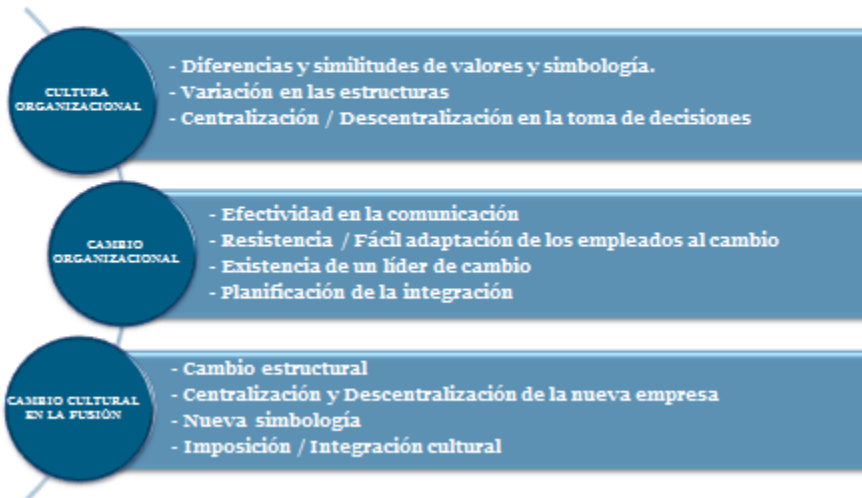 CULTURA
ORGANIZACIONAL
- Diferencias y similitudes de valores y simbología.
- Variación en las estructuras
- Centralización / Descentralización en la toma de decisiones
CAMBIO
ORGANIZACIONAL
- Efectividad en la comunicación
- Resistencia / Fácil adaptación de los empleados al cambio
- Existencia de un líder de cambio
- Planificación de la integración
CAMBIO CULTURAL
EN LA FUSIÓN
- Cambio estructural
- Centralización y Descentralización de la nueva empresa
- Nueva simbología
- Imposición / Integración cultural